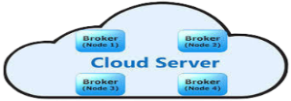 Broker Broker
(Node 1) (Node 2)
Cloud Server
Broker Broker
(Node 3) (Node 4)